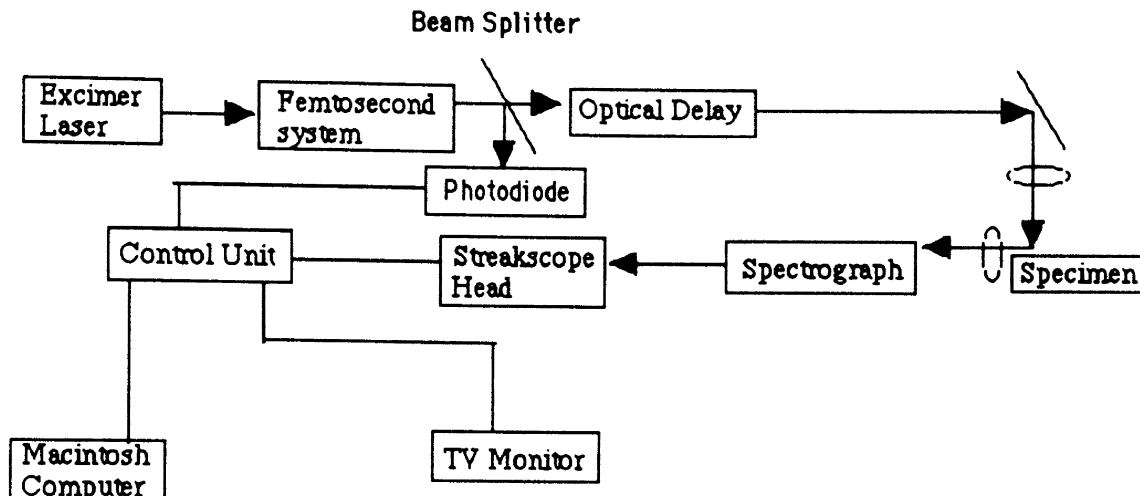 Beam Splitter
Excimer
Laser
Femtosecond
system
Optical Delay
Photodiode
Control Unit
Streakscope
Head
Spectrograph
Specimen
Macintosh
Computer
TV Monitor